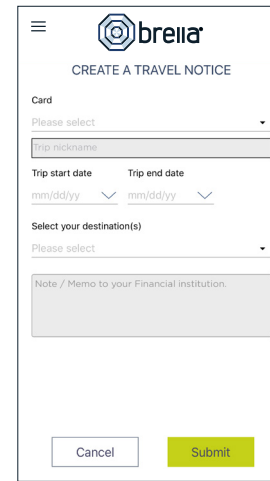 brella
CREATE A TRAVEL NOTICE
Card
Please select
Trip nickname
Trip start date Trip end date
mm/dd/yy mm/dd/yy
Select your destination(s)
Please select
Note / Memo to your Financial institution.
Cancel Submit